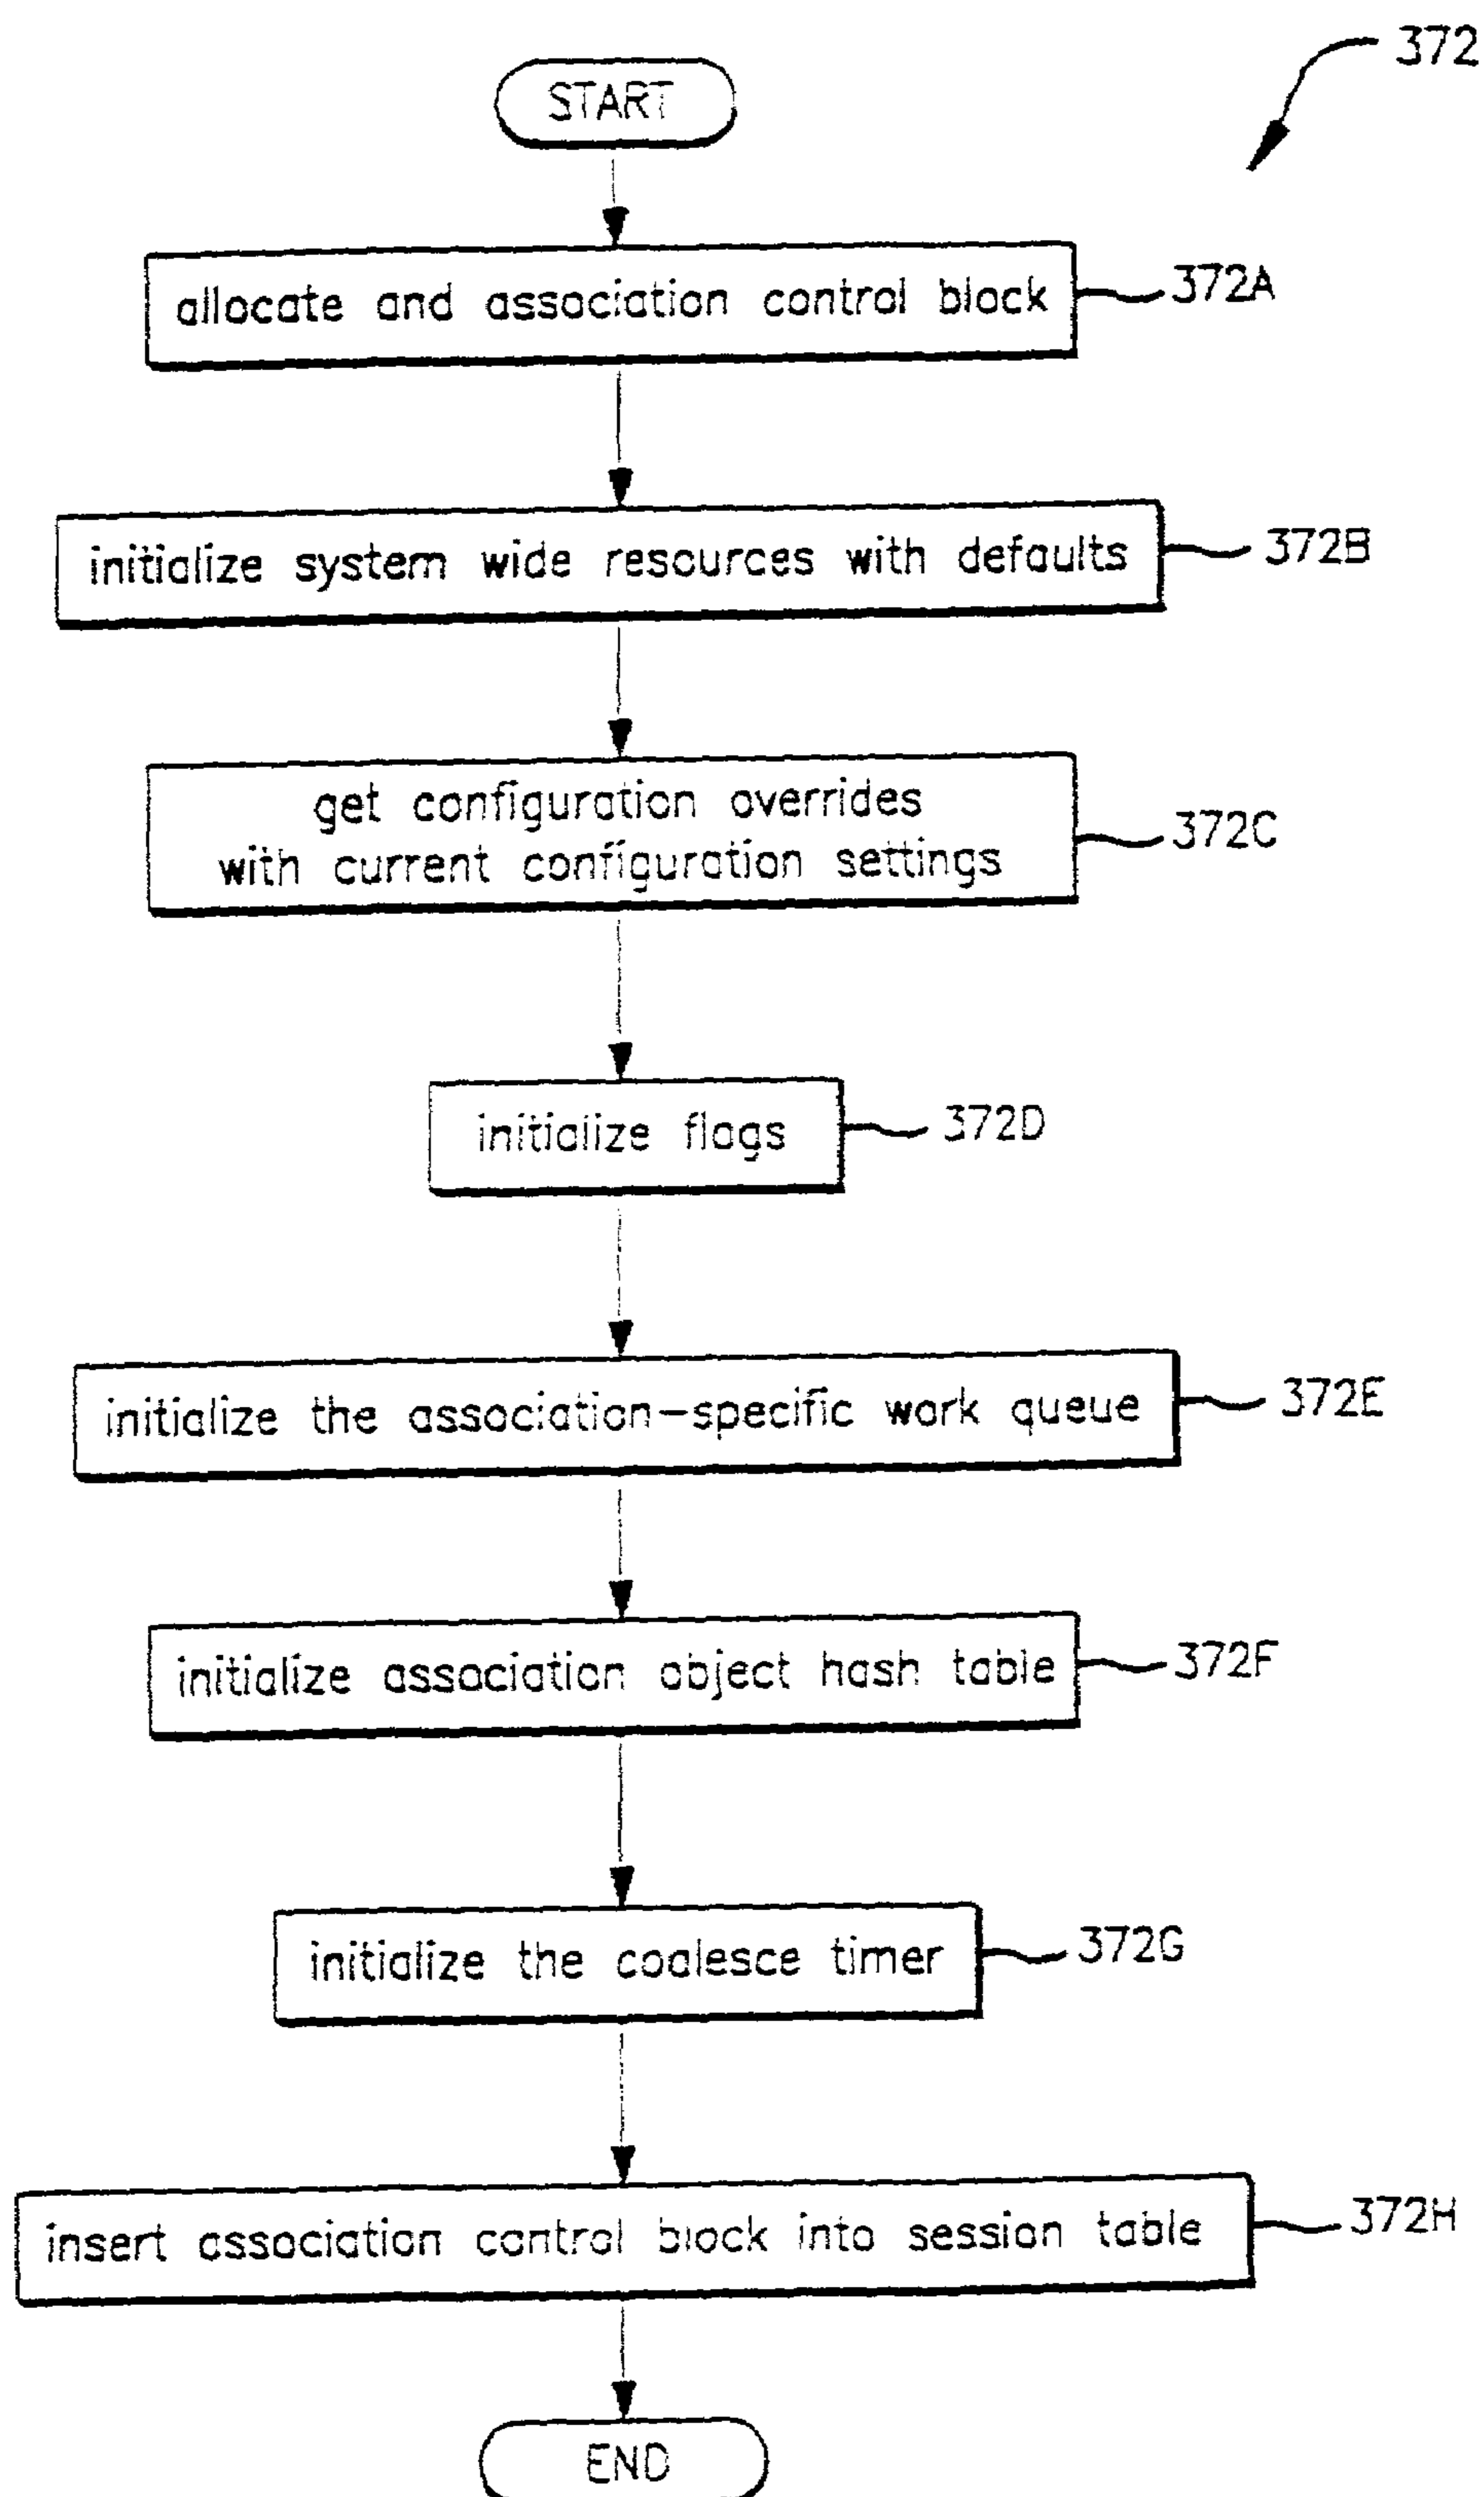 372
START
allocate and association control block
372A
initialize system wide resources with defaults
372B
get configuration overrides
with current configuration settings
372C
initialize flags
372D
initialize the association-specific work queue
372E
initialize association object hash table
372F
initialize the coalesce timer
372G
insert association control block into session table
372H
END